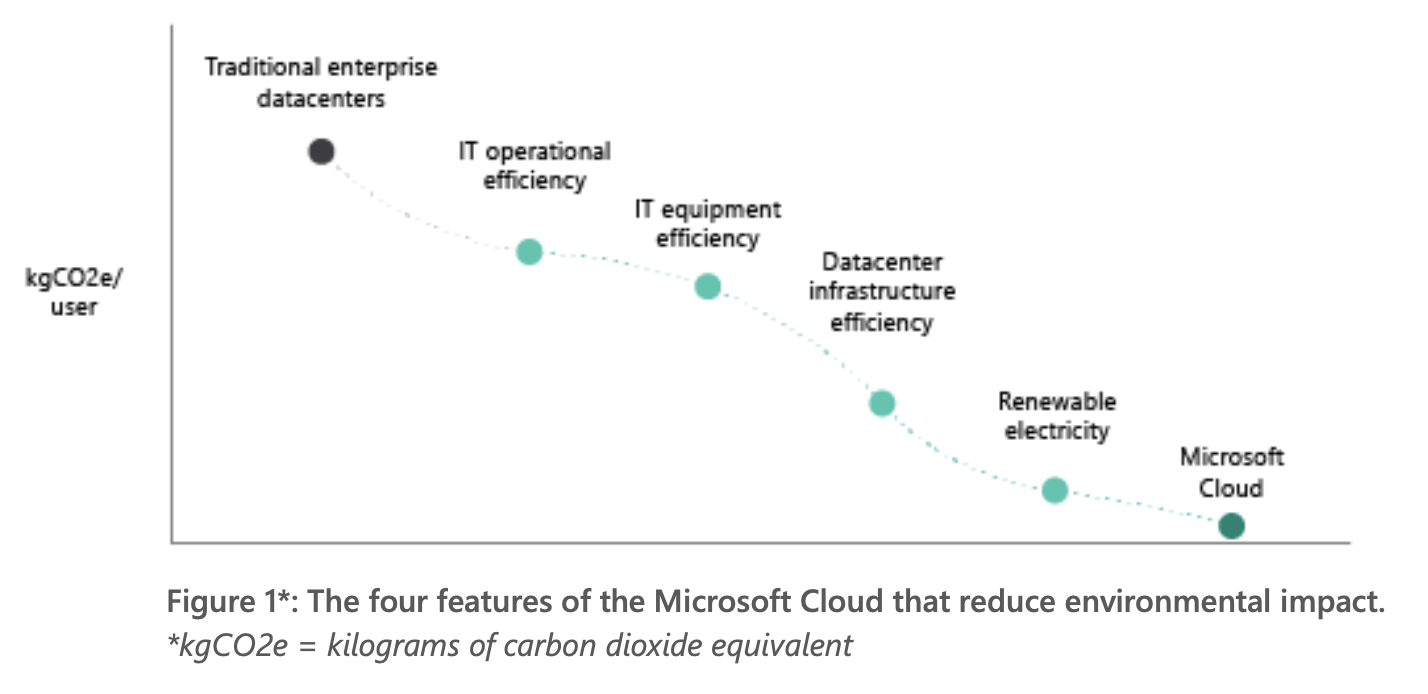 Traditional enterprise
datacenters
IT operational
efficiency
IT equipment
efficiency
Datacenter
infrastructure
efficiency
kgCO2e/
user
Renewable
electricity
Microsoft
Cloud
Figure 1*: The four features of the Microsoft Cloud that reduce environmental impact.
*kgCO2e = kilograms of carbon dioxide equivalent